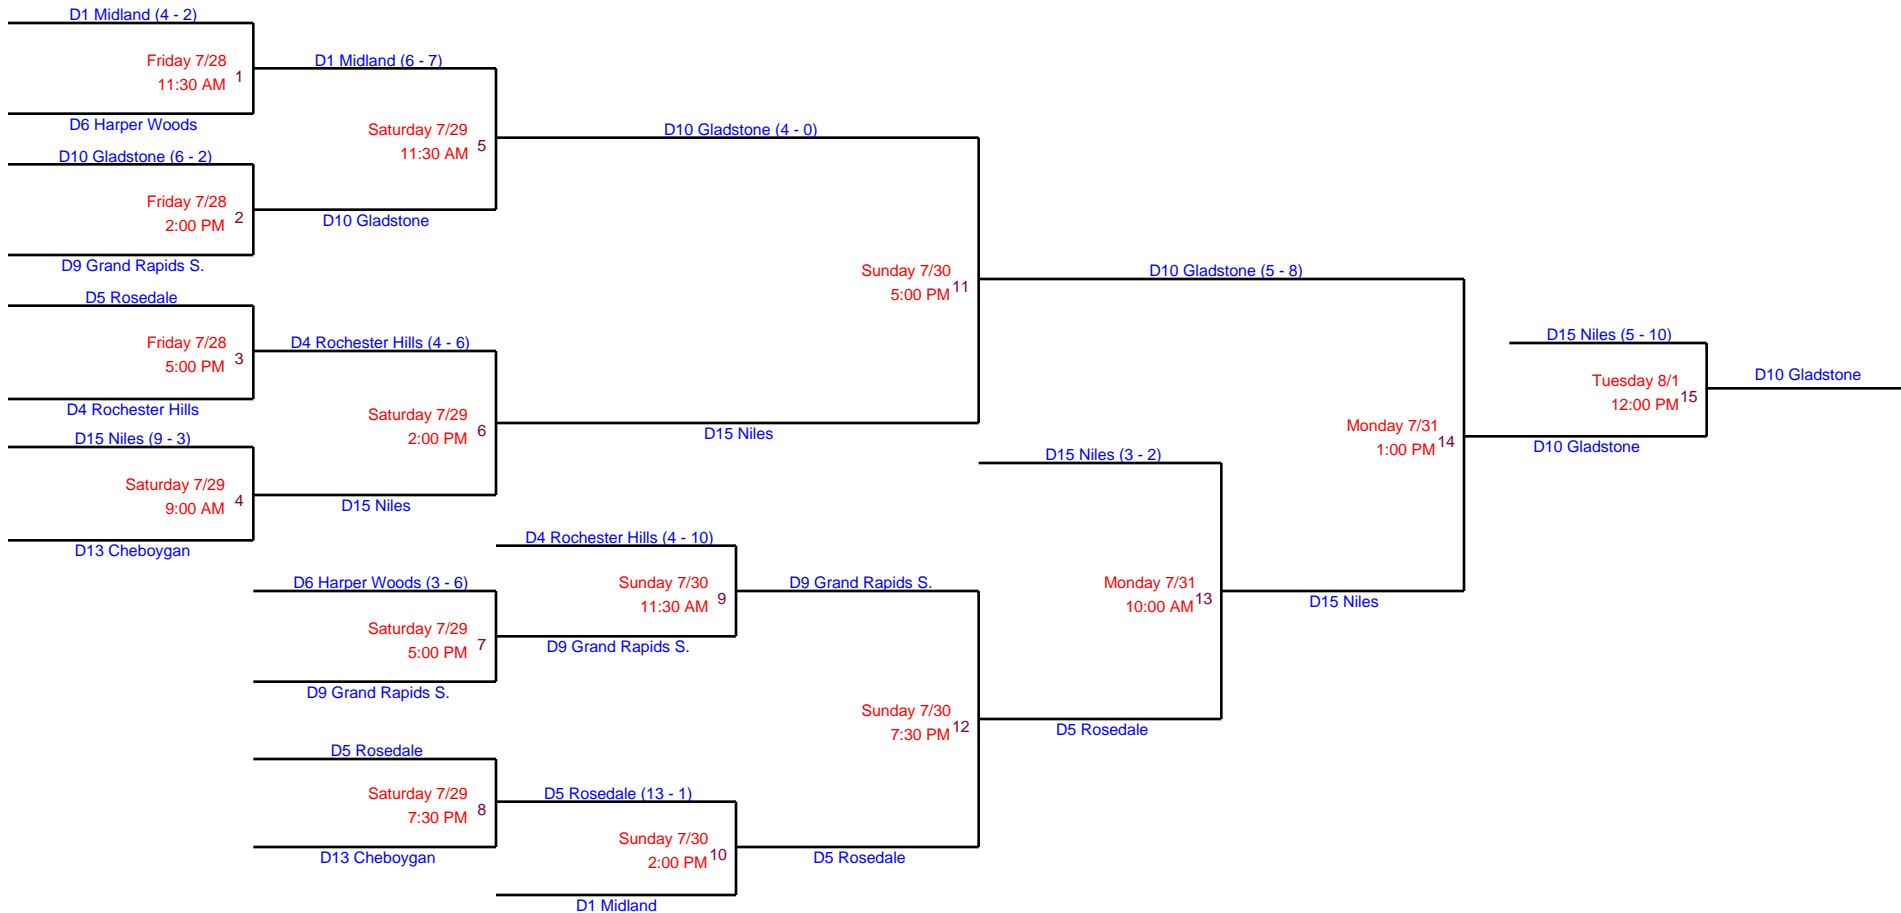 D1 Midland (4 - 2)
Friday 7/28
11:30 AM 1
D6 Harper Woods
D10 Gladstone (6 - 2)
Friday 7/28
2:00 PM 2
D9 Grand Rapids S.
D5 Rosedale
Friday 7/28
5:00 PM 3
D4 Rochester Hills
D15 Niles (9 - 3)
Saturday 7/29
9:00 AM 4
D13 Cheboygan
D1 Midland (6 - 7)
Saturday 7/29
11:30 AM 5
D10 Gladstone
D4 Rochester Hills (4 - 6)
Saturday 7/29
2:00 PM 6
D15 Niles
D6 Harper Woods (3 - 6)
Saturday 7/29
5:00 PM 7
D9 Grand Rapids S.
D5 Rosedale
Saturday 7/29
7:30 PM 8
D13 Cheboygan
D4 Rochester Hills (4 - 10)
Sunday 7/30
11:30 AM 9
D9 Grand Rapids S.
D5 Rosedale (13 - 1)
Sunday 7/30
2:00 PM 10
D1 Midland
D10 Gladstone (4 - 0)
Sunday 7/30
5:00 PM 11
D15 Niles
D9 Grand Rapids S.
Sunday 7/30
7:30 PM 12
D5 Rosedale
D15 Niles (3 - 2)
Monday 7/31
10:00 AM 13
D5 Rosedale
D10 Gladstone (5 - 8)
Monday 7/31
1:00 PM 14
D15 Niles
D15 Niles (5 - 10)
Tuesday 8/1
12:00 PM 15
D10 Gladstone
D10 Gladstone